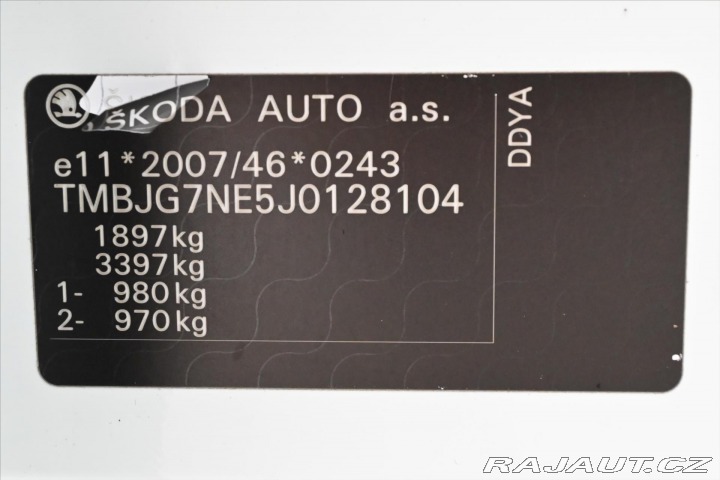 ŠKODA AUTO a.s.
e11*2007/46*0243
TMBJG7NE5J0128104
1897kg
3397kg
1- 980kg
2- 970kg
DDYA
RAJAUT.CZ